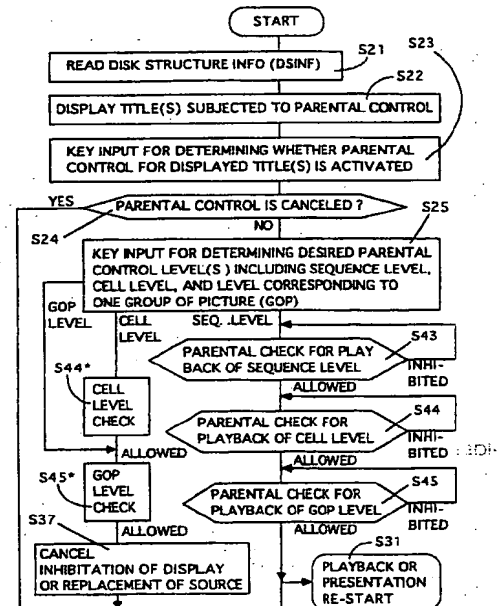 START
S21
READ DISK STRUCTURE INFO (DSINF)
S23
S22
DISPLAY TITLE(S) SUBJECTED TO PARENTAL CONTROL
KEY INPUT FOR DETERMINING WHETHER PARENTAL
CONTROL FOR DISPLAYED TITLE(S) IS ACTIVATED
YES
PARENTAL CONTROL IS CANCELED ?
S24
NO
S25
KEY INPUT FOR DETERMINING DESIRED PARENTAL
CONTROL LEVEL(S) INCLUDING SEQUENCE LEVEL,
CELL LEVEL, AND LEVEL CORRESPONDING TO
ONE GROUP OF PICTURE (GOP)
GOP
LEVEL
CELL
LEVEL
SEQ. .LEVEL
S43
PARENTAL CHECK FOR PLAY
BACK OF SEQUENCE LEVEL
INHI-
BITED
ALLOWED
S44*
CELL
LEVEL
CHECK
S44
PARENTAL CHECK FOR
PLAYBACK OF CELL LEVEL
INHI-
BITED
ALLOWED
ALLOWED
S45*
GOP
LEVEL
CHECK
S45
PARENTAL CHECK FOR
PLAYBACK OF GOP LEVEL
INHI-
BITED
ALLOWED
ALLOWED
S37
CANCEL
INHIBITATION OF DISPLAY
OR REPLACEMENT OF SOURCE
S31
PLAYBACK OR
PRESENTATION
RE-START